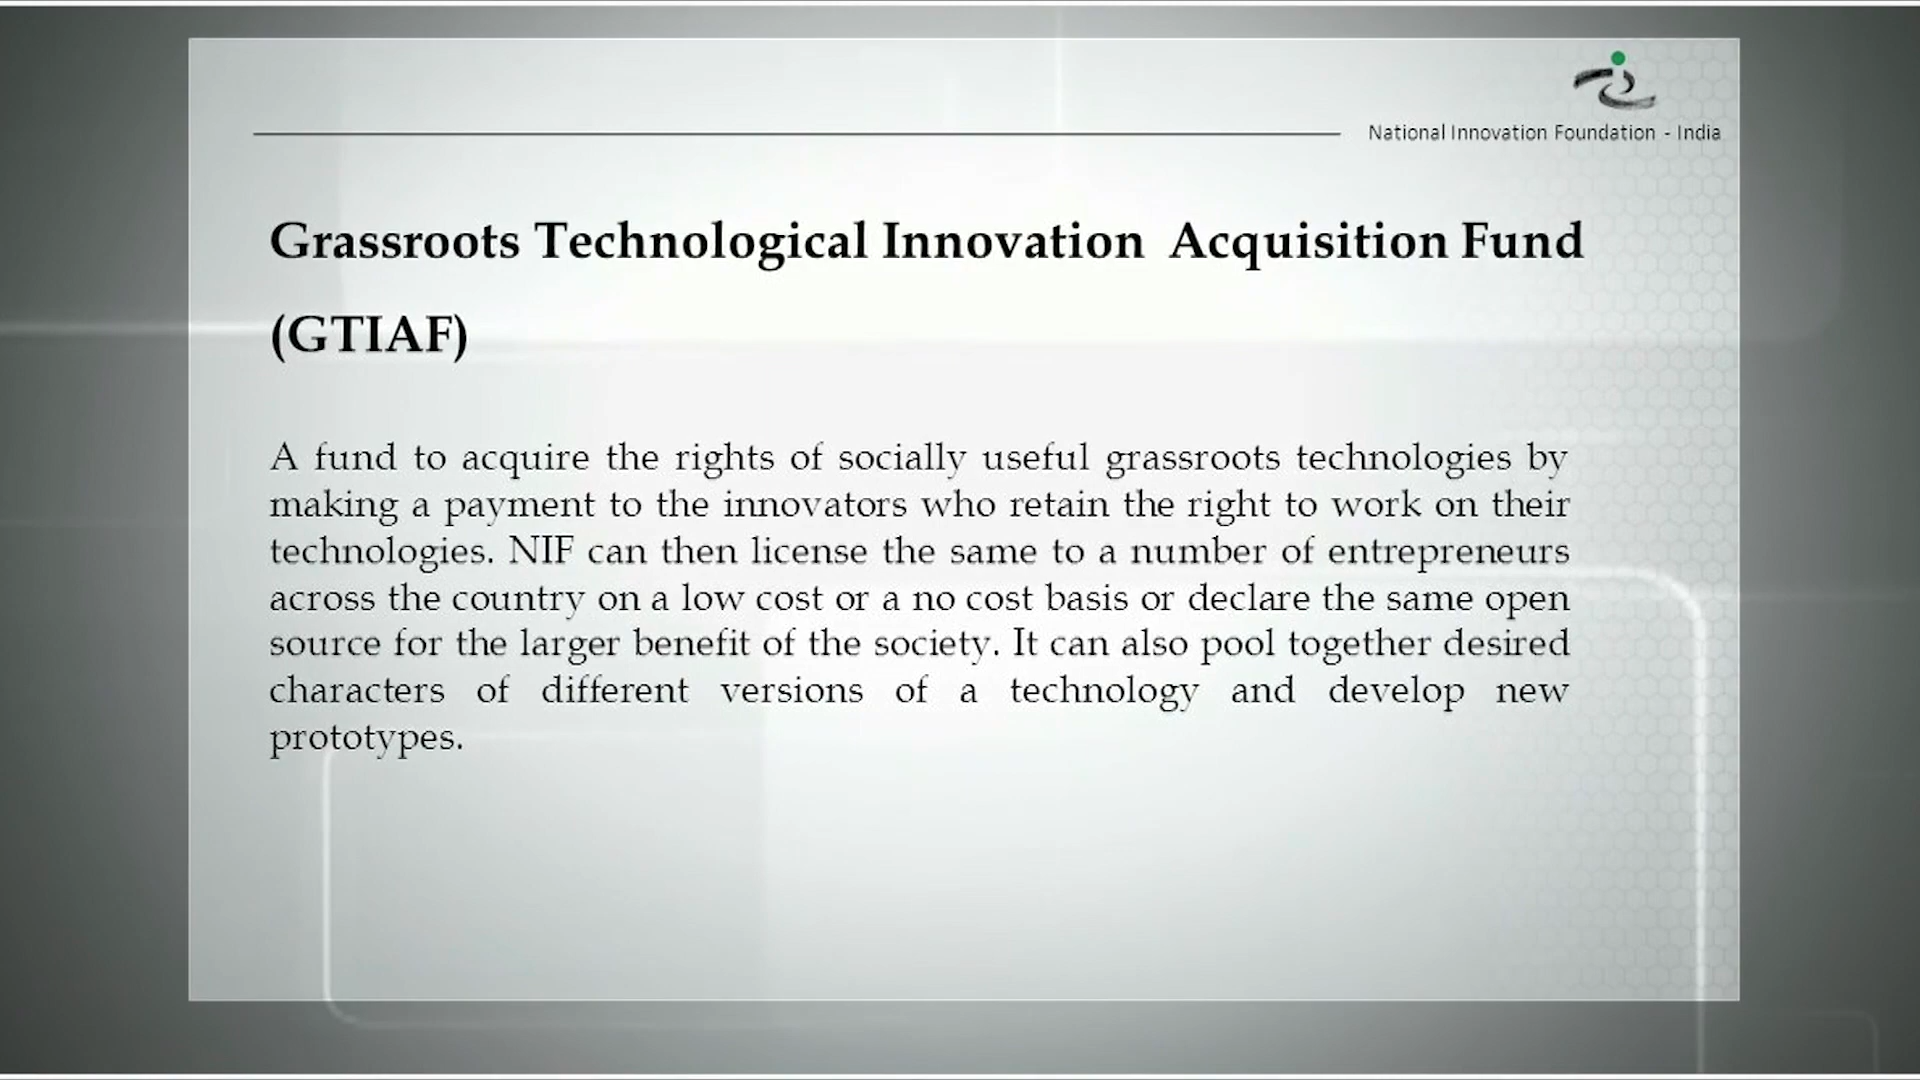 National Innovation Foundation - India
Grassroots Technological Innovation Acquisition Fund
(GTIAF)
A fund to acquire the rights of socially useful grassroots technologies by
making a payment to the innovators who retain the right to work on their
technologies. NIF can then license the same to a number of entrepreneurs
across the country on a low cost or a no cost basis or declare the same open
source for the larger benefit of the society. It can also pool together desired
characters of different versions of a technology and develop new
prototypes.